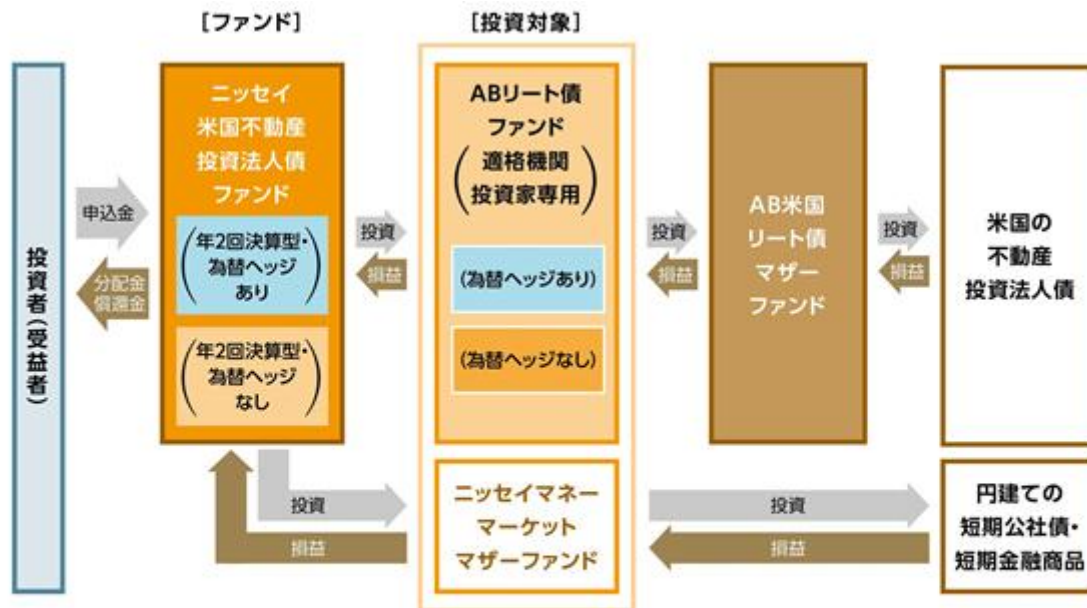 [ファンド]
[投資対象]
投資者(受益者)
申込金
分配金
償還金
ニッセイ
米国不動産
投資法人債
ファンド
(年2回決算型・
為替ヘッジ
あり)
(年2回決算型・
為替ヘッジ
なし)
投資
損益
ABリート債
ファンド
(適格機関
投資家専用)
(為替ヘッジあり)
(為替ヘッジなし)
投資
損益
AB米国
リート債
マザー
ファンド
投資
損益
米国の
不動産
投資法人債
投資
損益
ニッセイマネー
マーケット
マザーファンド
投資
損益
円建ての
短期公社債・
短期金融商品